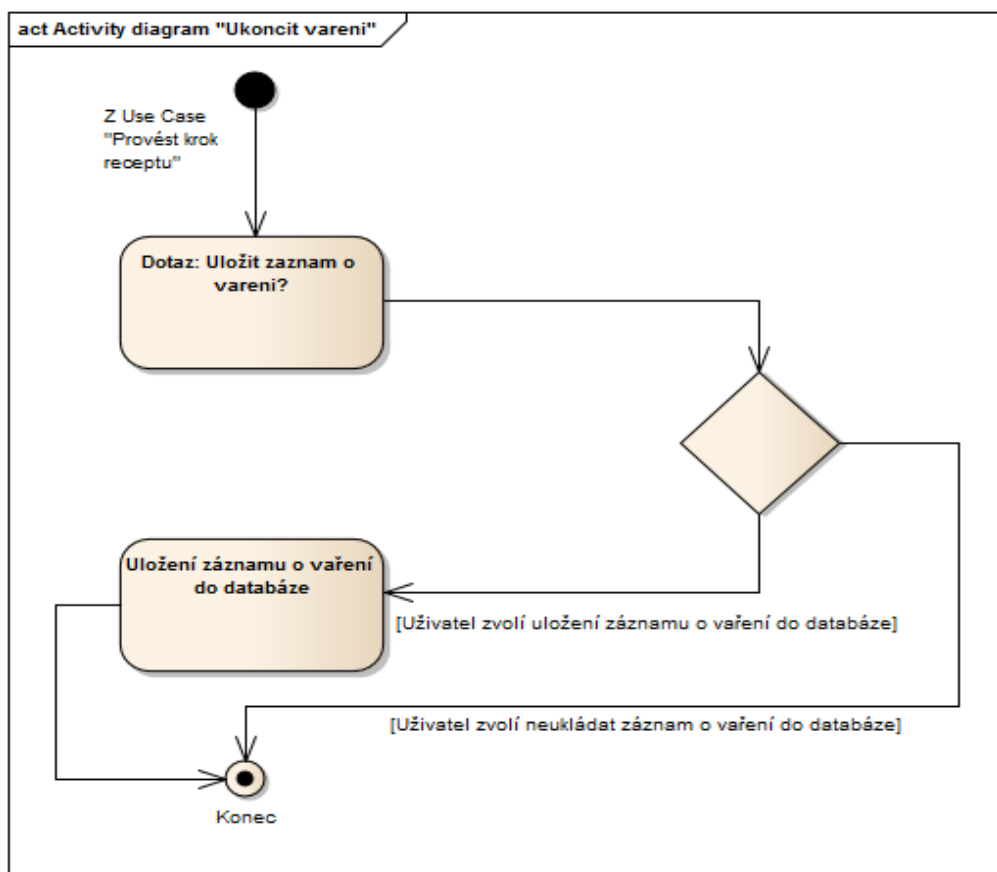 act Activity diagram "Ukoncit vareni"
Z Use Case
"Provést krok
receptu"
Dotaz: Uložit zaznam o
vareni?
Uložení záznamu o vaření
do databáze
[Uživatel zvolí uložení záznamu o vaření do databáze]
[Uživatel zvolí neukládat záznam o vaření do databáze]
Konec